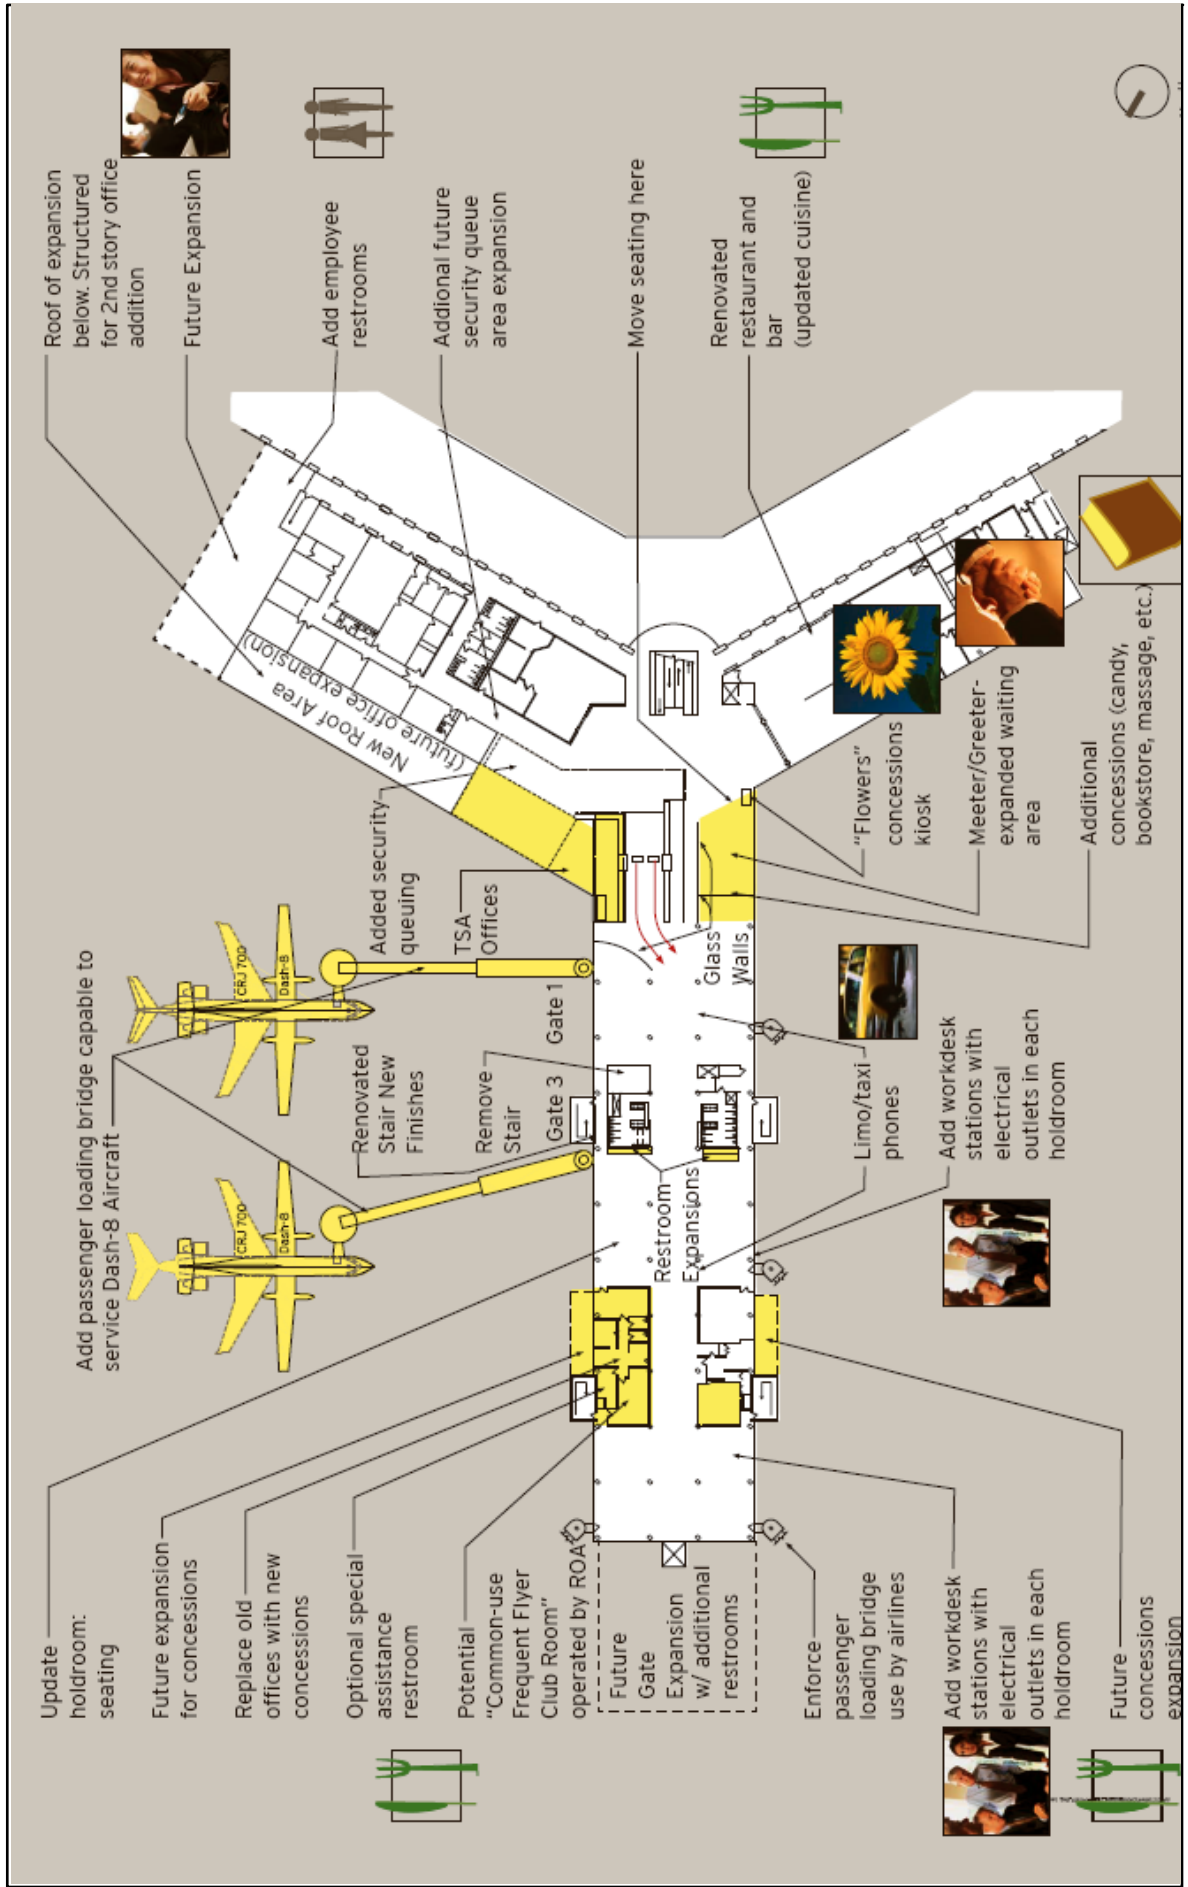 Roof of expansion
below. Structured
for 2nd story office
addition
Future Expansion
Add employee
restrooms
Addional future
security queue
area expansion
Move seating here
Renovated
restaurant and
bar
(updated cuisine)
New Roof Area
(future office expansion)
Add passenger loading bridge capable to
service Dash-8 Aircraft
CRJ 700
Dash-8
CRJ 700
Dash-8
Added security
queuing
TSA
Offices
Gate 1
Renovated
Stair New
Finishes
Remove
Stair
Gate 3
Glass
Walls
Restroom
Expansions
"Flowers"
concessions
kiosk
Meeter/Greeter-
expanded waiting
area
Additional
concessions (candy,
bookstore, massage, etc.)
Limo/taxi
phones
Add workdesk
stations with
electrical
outlets in each
holdroom
Update
holdroom:
seating
Future expansion
for concessions
Replace old
offices with new
concessions
Optional special
assistance
restroom
Potential
"Common-use
Frequent Flyer
Club Room"
operated by ROA
Future
Gate
Expansion
w/ additional
restrooms
Enforce
passenger
loading bridge
use by airlines
Add workdesk
stations with
electrical
outlets in each
holdroom
Future
concessions
expansion